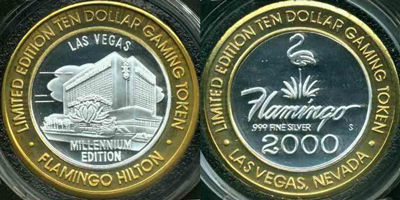 LIMITED EDITION TEN DOLLAR GAMING TOKEN
LAS VEGAS
MILLENNIUM
EDITION
• FLAMINGO HILTON •
LIMITED EDITION TEN DOLLAR GAMING TOKEN
Flamingo
.999 FINE SILVER S
2000
• LAS VEGAS, NEVADA •